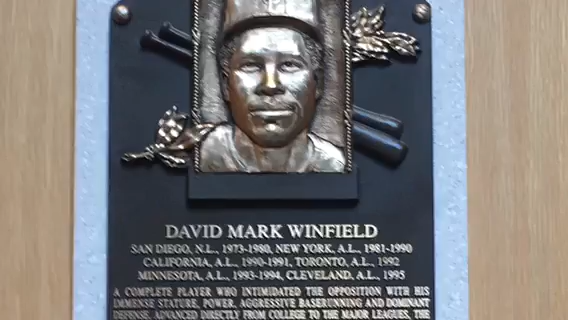 DAVID MARK WINFIELD
SAN DIEGO, N.L., 1973-1980, NEW YORK, A.L., 1981-1990
CALIFORNIA, A.L., 1990-1991, TORONTO, A.L., 1992
MINNESOTA, A.L., 1993-1994, CLEVELAND, A.L., 1995
A COMPLETE PLAYER WHO INTIMIDATED THE OPPOSITION WITH HIS
IMMENSE STATURE, POWER, AGGRESSIVE BASERUNNING AND DOMINANT
DEFENSE. ADVANCED DIRECTLY FROM COLLEGE TO THE MAJOR LEAGUES, THE